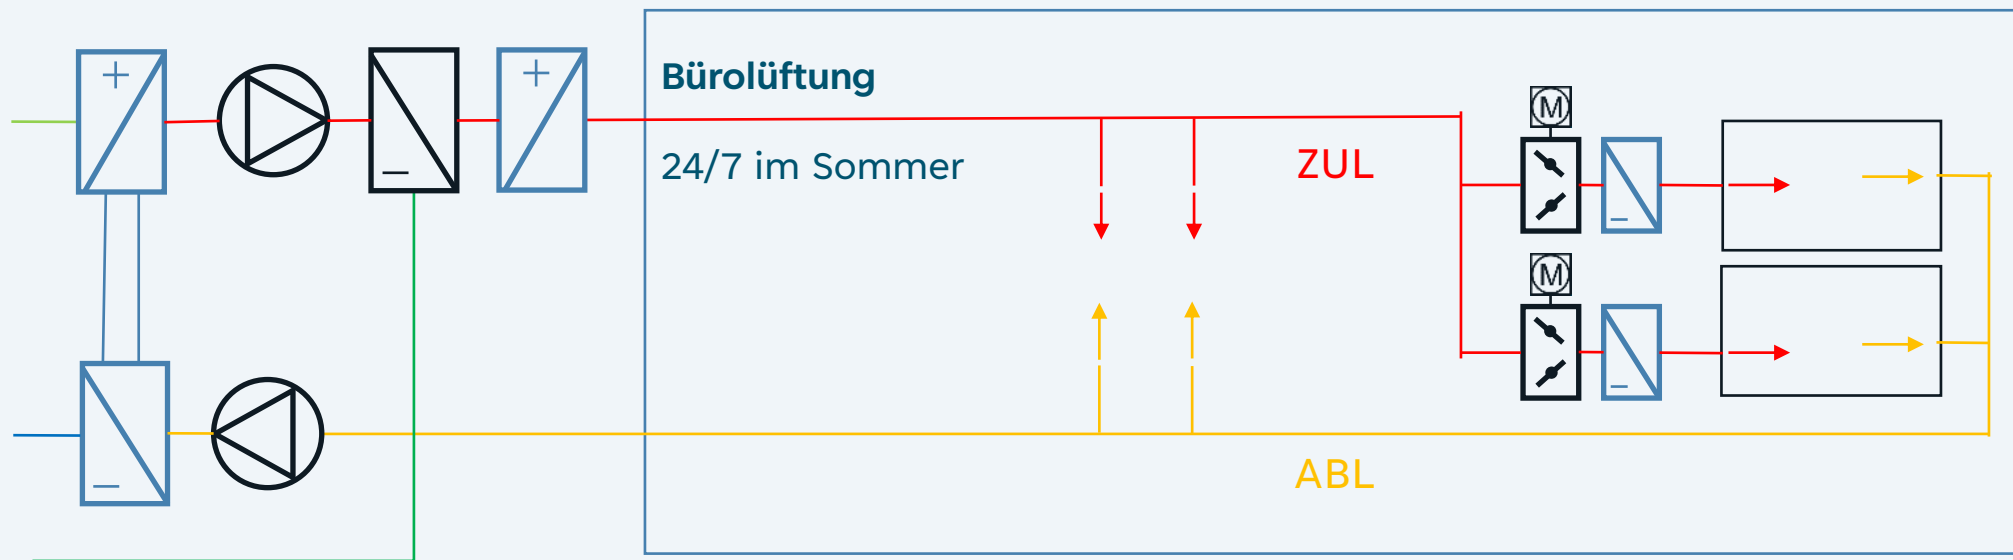 Bürolüftung
24/7 im Sommer
ZUL
M
M
ABL